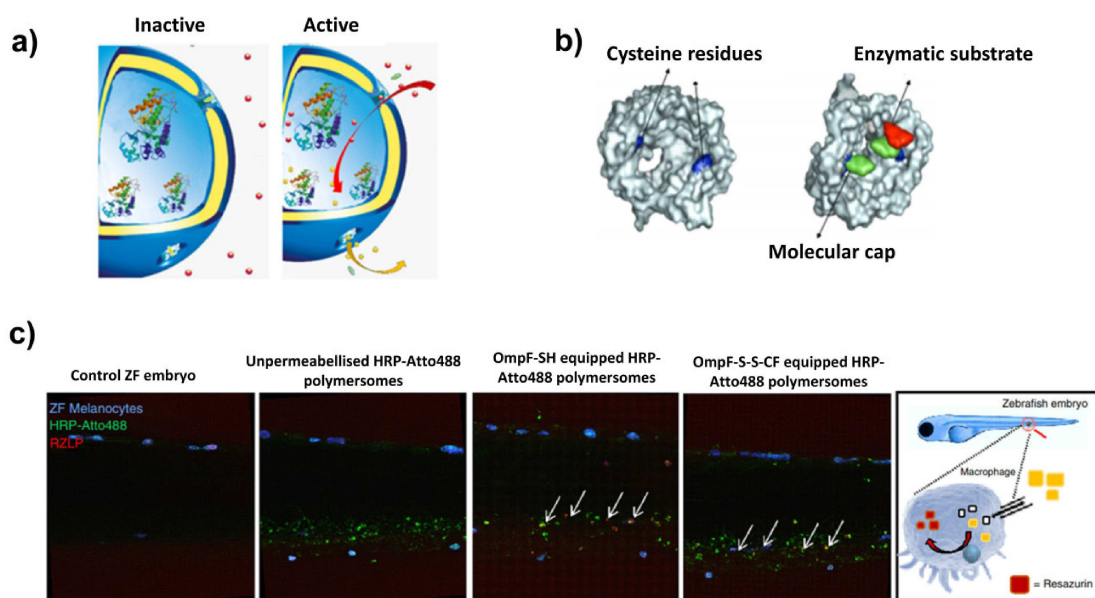 a)
Inactive
Active
b)
Cysteine residues
Enzymatic substrate
Molecular cap
c)
Control ZF embryo
Unpermeabellised HRP-Atto488
polymersomes
OmpF-SH equipped HRP-
Atto488 polymersomes
OmpF-S-S-CF equipped HRP-
Atto488 polymersomes
ZF Melanocytes
HRP-Atto488
RZLP
Zebrafish embryo
Macrophage
= Resazurin